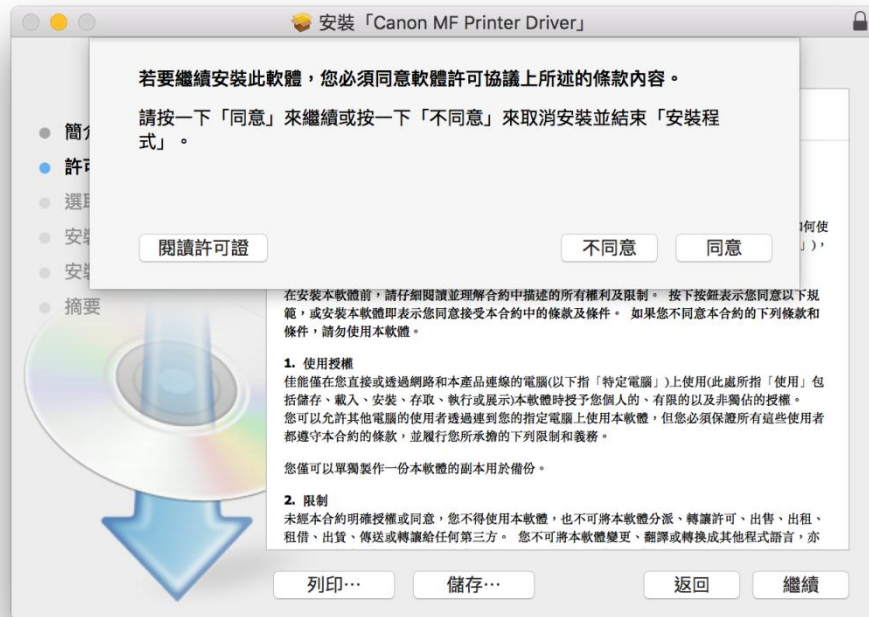 安裝「Canon MF Printer Driver」
若要繼續安裝此軟體，您必須同意軟體許可協議上所述的條款內容。
請按一下「同意」來繼續或按一下「不同意」來取消安裝並結束「安裝程
式」。
閱讀許可證
不同意
同意
簡
許
選
安
安
摘要
如何使
」)，
在安裝本軟體前，請仔細閱讀並理解合約中描述的所有權利及限制。 按下按鈕表示您同意以下規
範，或安裝本軟體即表示您同意接受本合約中的條款及條件。 如果您不同意本合約的下列條款和
條件，請勿使用本軟體。
1. 使用授權
佳能僅在您直接或透過網路和本產品連線的電腦(以下指「特定電腦」)上使用(此處所指「使用」包
括儲存、載入、安裝、存取、執行或展示)本軟體時授予您個人的、有限的以及非獨佔的授權。
您可以允許其他電腦的使用者透過連到您的指定電腦上使用本軟體，但您必須保證所有這些使用者
都遵守本合約的條款，並履行您所承擔的下列限制和義務。
您僅可以單獨製作一份本軟體的副本用於備份。
2. 限制
未經本合約明確授權或同意，您不得使用本軟體，也不可將本軟體分派、轉讓許可、出售、出租、
租借、出賃、傳送或轉讓給任何第三方。 您不可將本軟體變更、翻譯或轉換成其他程式語言，亦
列印…
儲存…
返回
繼續